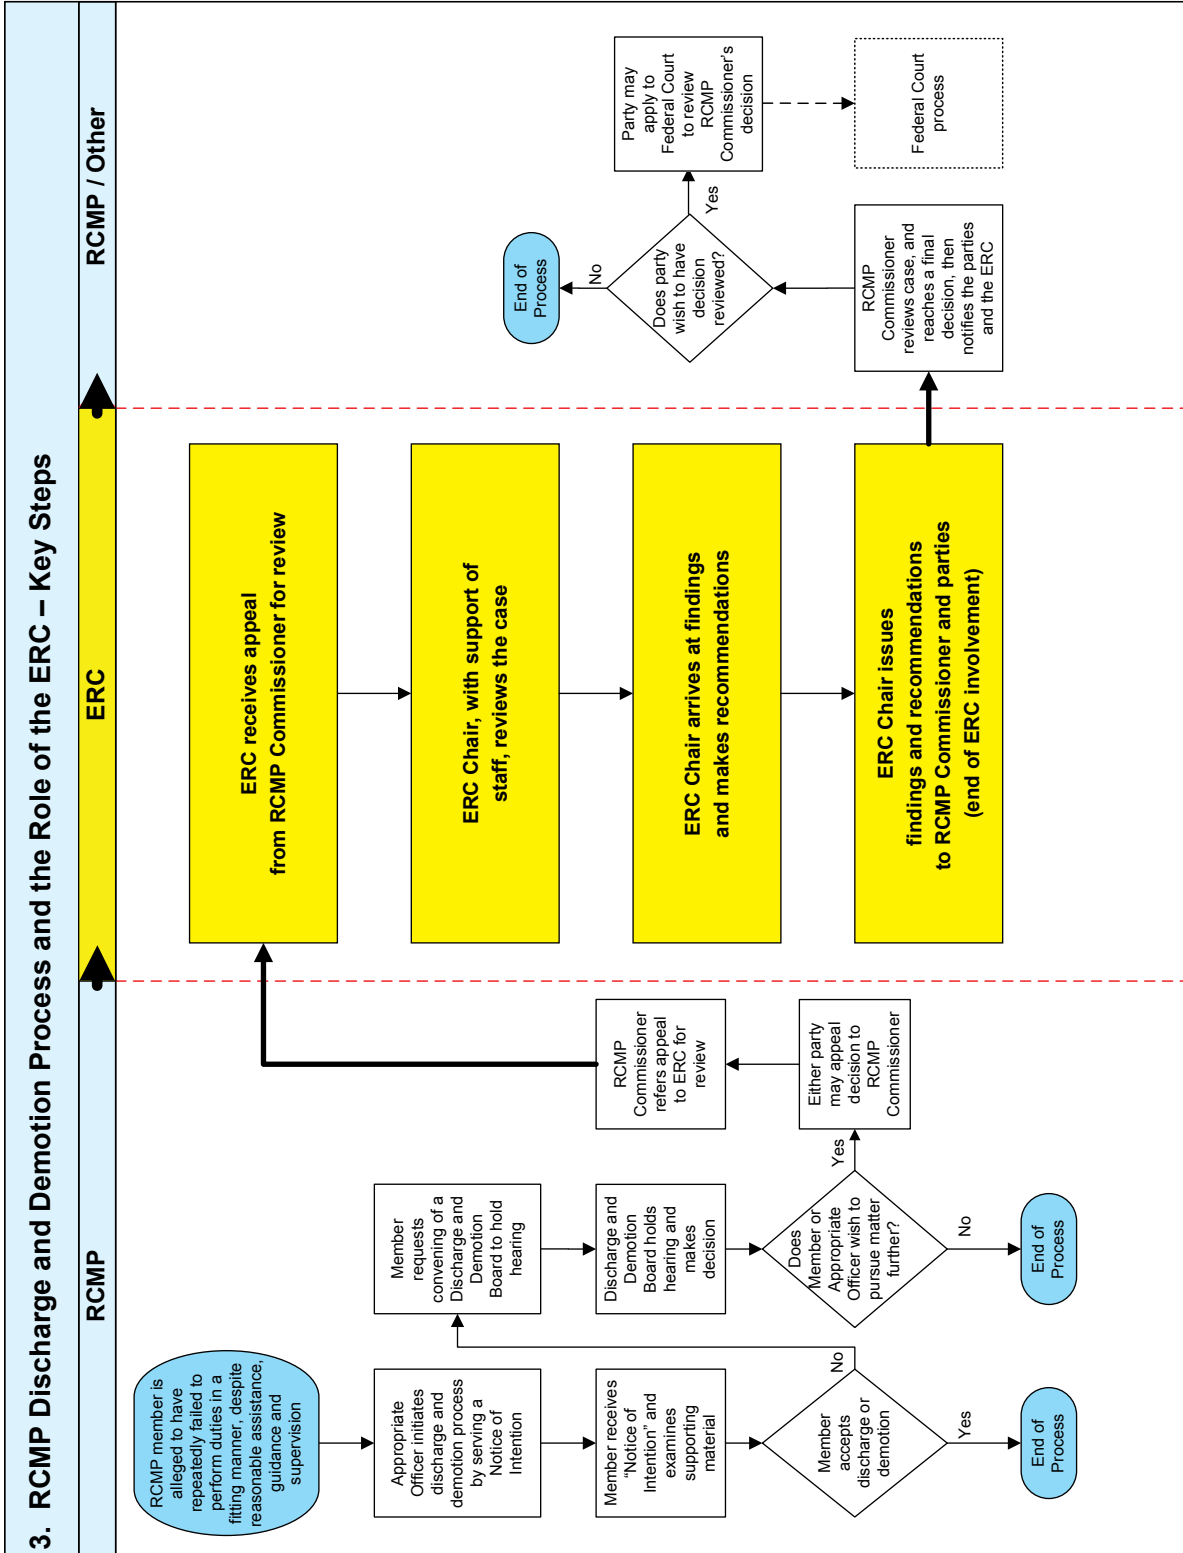 3. RCMP Discharge and Demotion Process and the Role of the ERC – Key Steps
RCMP
ERC
RCMP / Other
RCMP member is
alleged to have
repeatedly failed to
perform duties in a
fitting manner, despite
reasonable assistance,
guidance and
supervision
Appropriate
Officer initiates
discharge and
demotion process
by serving a
Notice of
Intention
Member receives
“Notice of
Intention” and
examines
supporting
material
Member
accepts
discharge or
demotion
Yes
End of
Process
No
Member
requests
convening of a
Discharge and
Demotion
Board to hold
hearing
Discharge and
Demotion
Board holds
hearing and
makes
decision
Does
Member or
Appropriate
Officer wish to
pursue matter
further?
No
End of
Process
Yes
Either party
may appeal
decision to
RCMP
Commissioner
RCMP
Commissioner
refers appeal
to ERC for
review
ERC receives appeal
from RCMP Commissioner for review
ERC Chair, with support of
staff, reviews the case
ERC Chair arrives at findings
and makes recommendations
ERC Chair issues
findings and recommendations
to RCMP Commissioner and parties
(end of ERC involvement)
RCMP
Commissioner
reviews case, and
reaches a final
decision, then
notifies the parties
and the ERC
Does party
wish to have
decision
reviewed?
No
End of
Process
Yes
Party may
apply to
Federal Court
to review
RCMP
Commissioner’s
decision
Federal Court
process